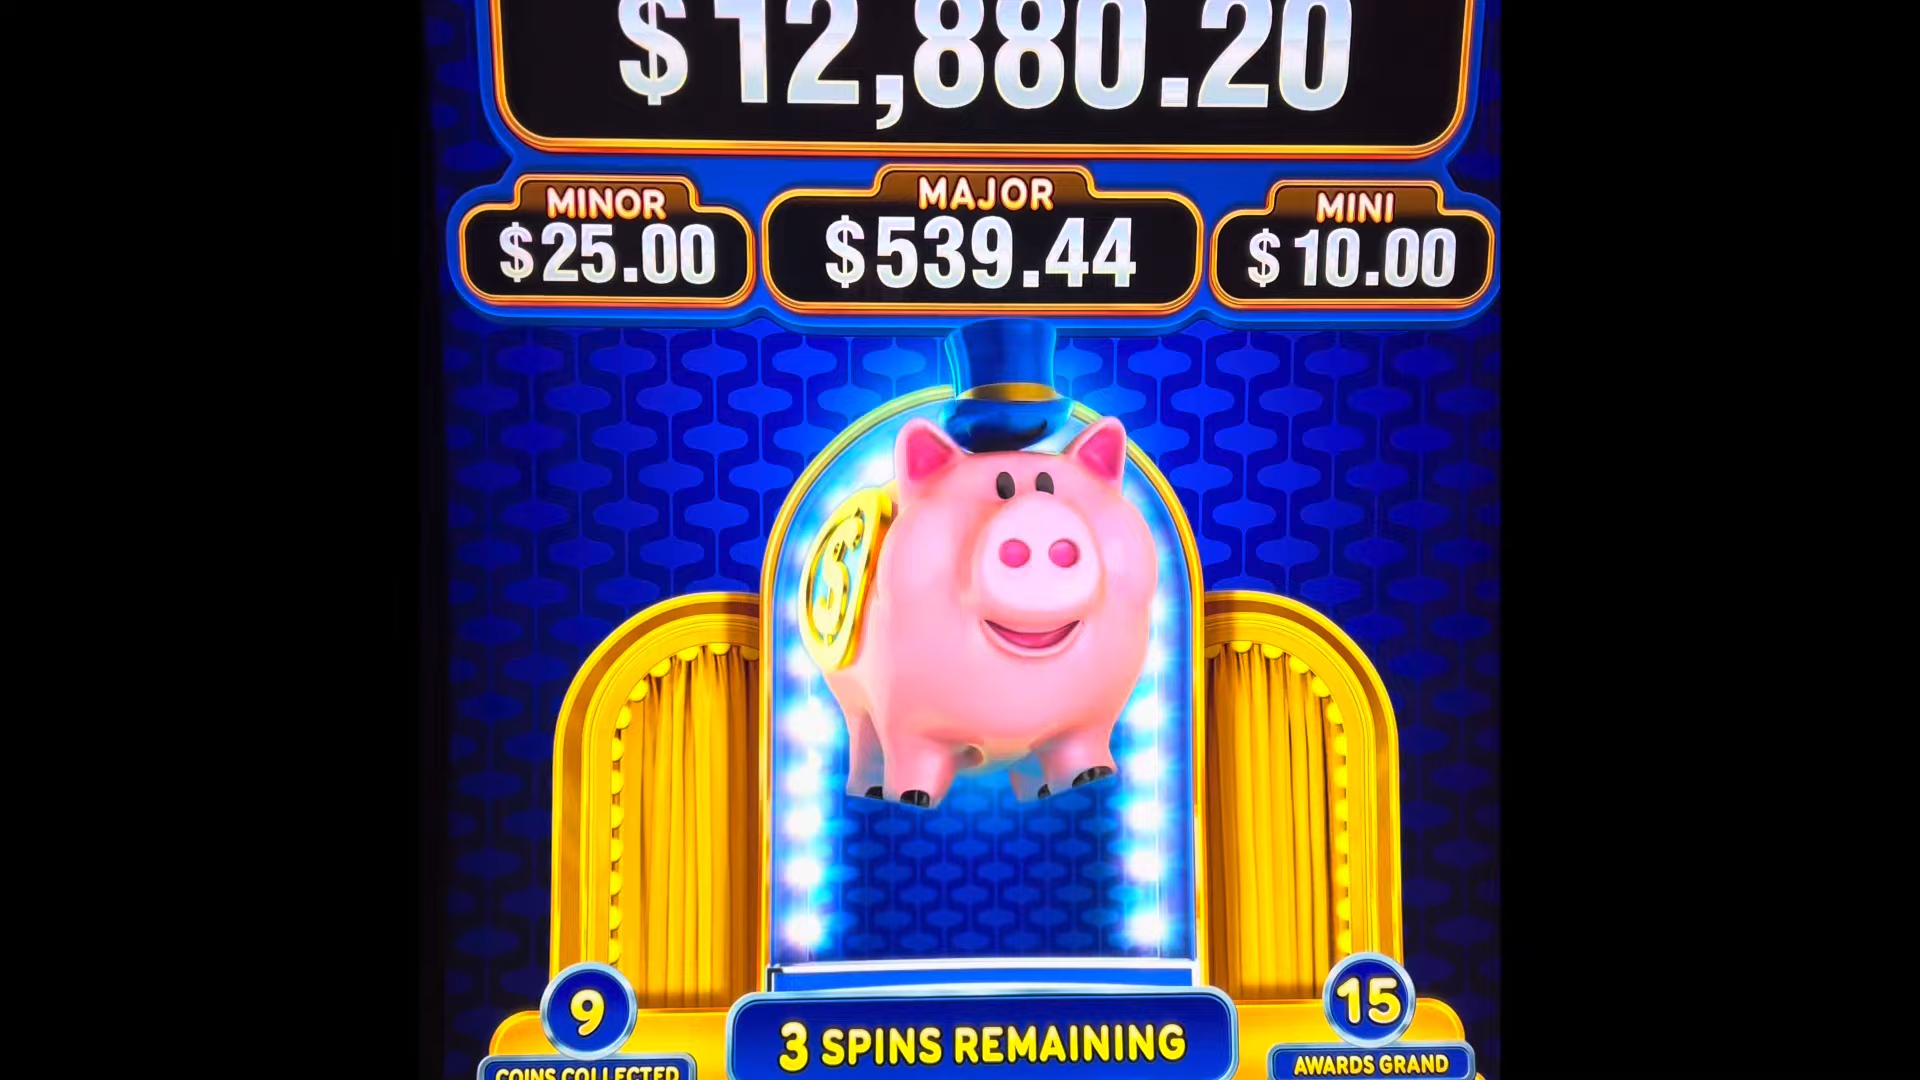 $12,880.20
MINOR
$25.00
MAJOR
$539.44
MINI
$10.00
9
COINS COLLECTED
3 SPINS REMAINING
15
AWARDS GRAND